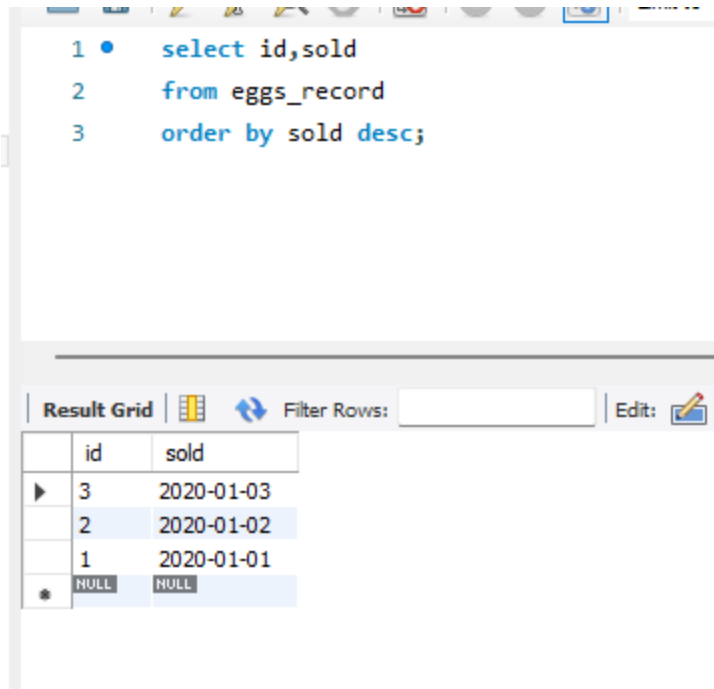 1 select id,sold
2 from eggs_record
3 order by sold desc;
Result Grid Filter Rows: Edit:
id sold
3 2020-01-03
2 2020-01-02
1 2020-01-01
NULL NULL